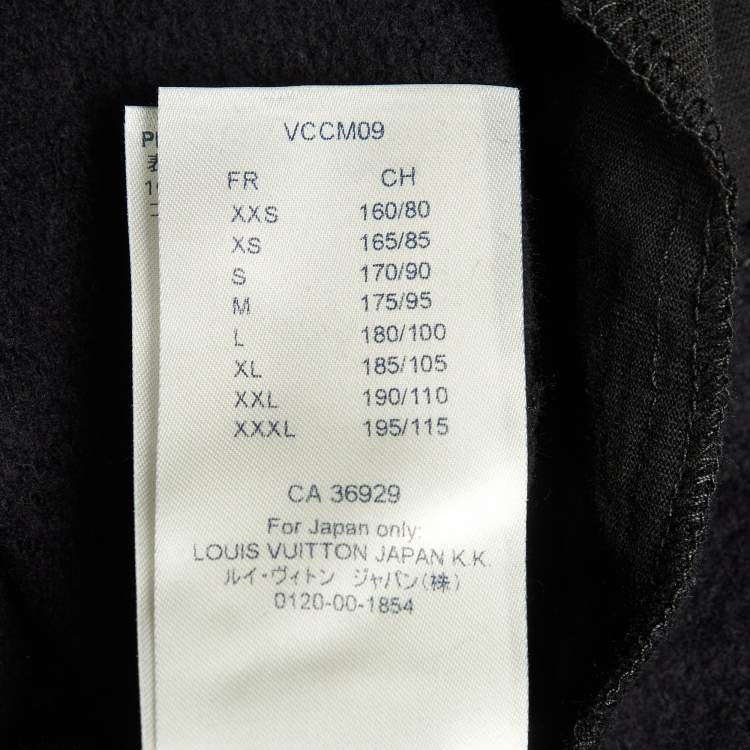 VCCM09
FR CH
XXS 160/80
XS 165/85
S 170/90
M 175/95
L 180/100
XL 185/105
XXL 190/110
XXXL 195/115
CA 36929
For Japan only:
LOUIS VUITTON JAPAN K.K.
ルイ・ヴィトン ジャパン(株)
0120-00-1854